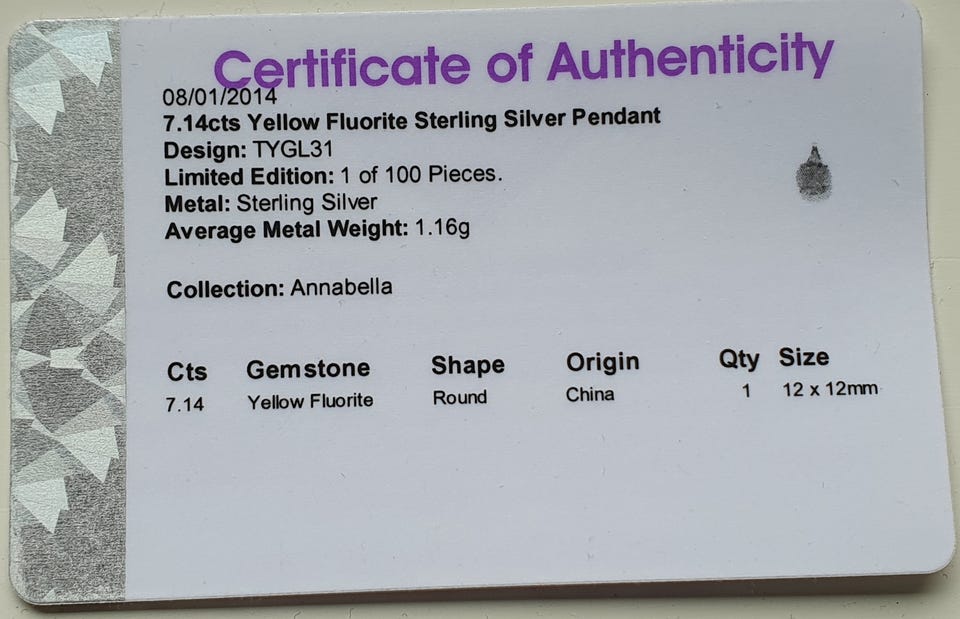 Certificate of Authenticity
08/01/2014
7.14cts Yellow Fluorite Sterling Silver Pendant
Design: TYGL31
Limited Edition: 1 of 100 Pieces.
Metal: Sterling Silver
Average Metal Weight: 1.16g
Collection: Annabella
Cts Gemstone Shape Origin Qty Size
7.14 Yellow Fluorite Round China 1 12 x 12mm